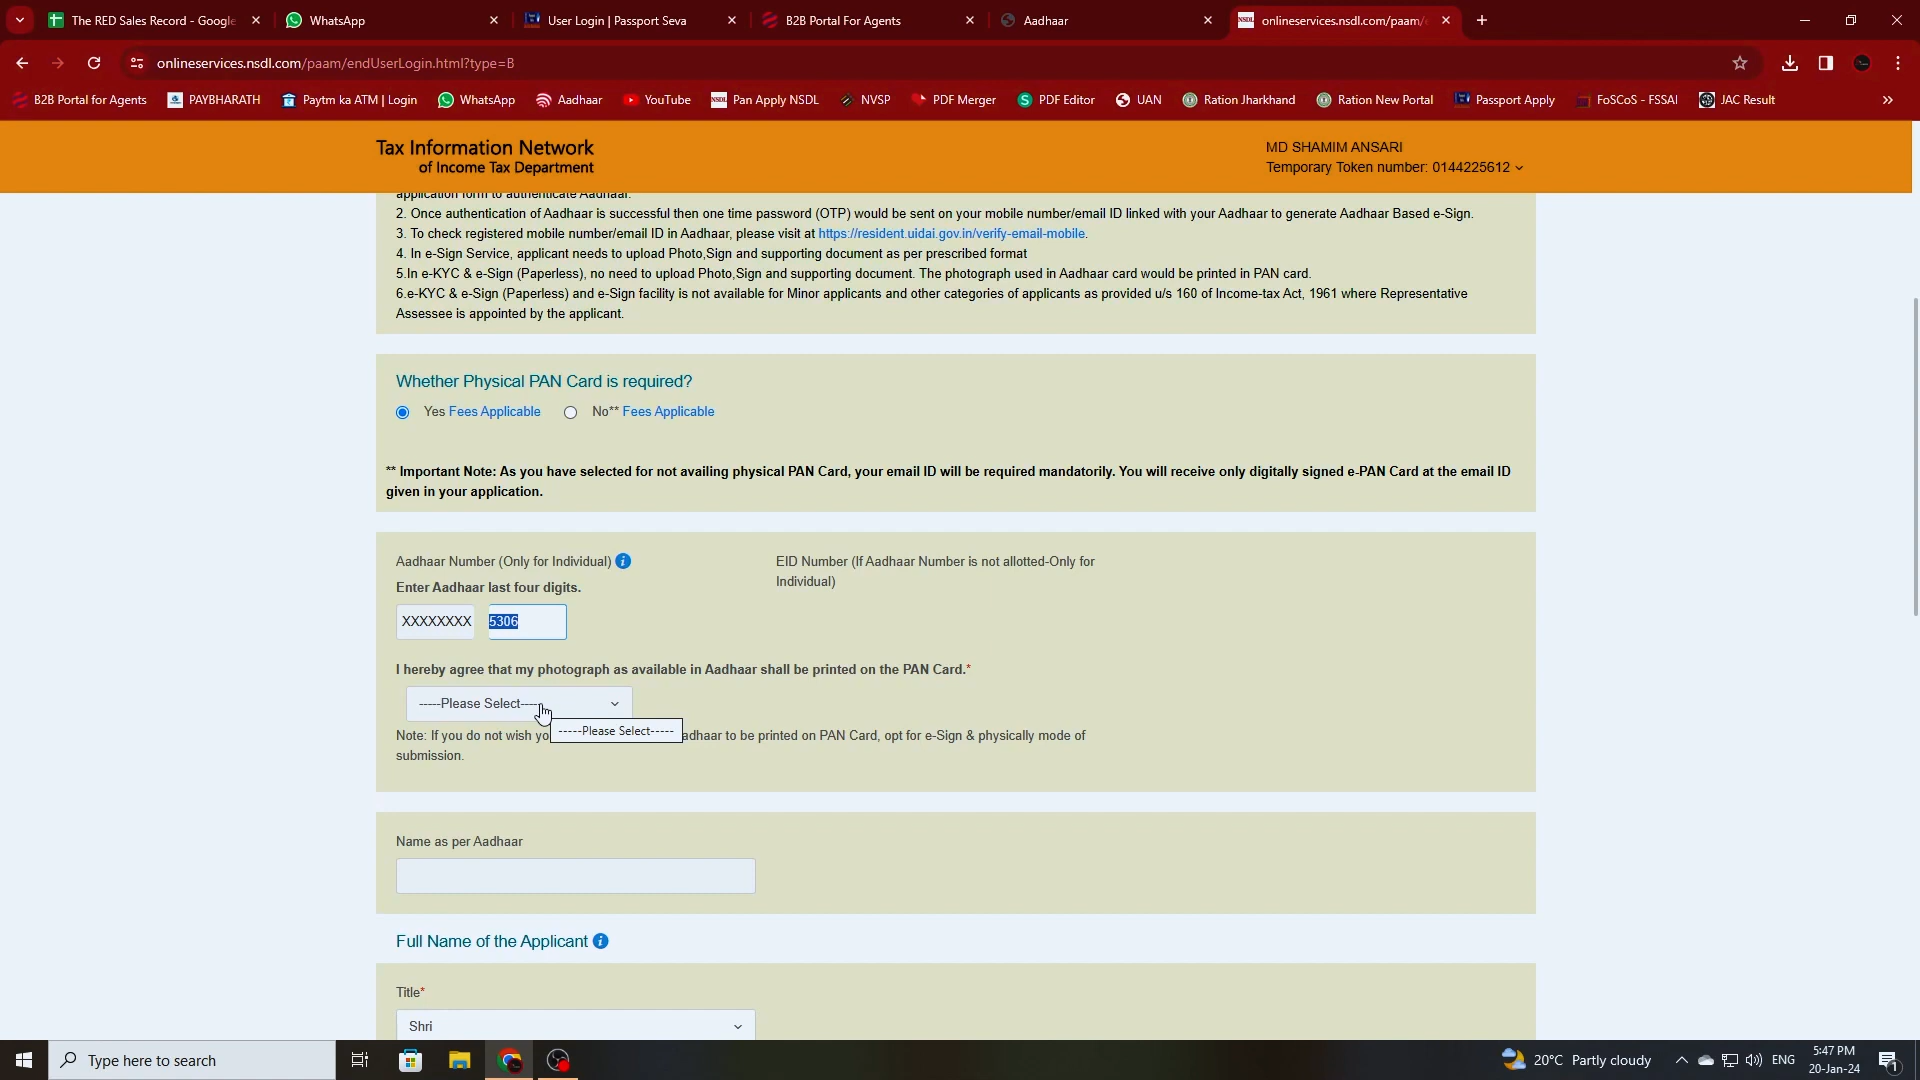 The RED Sales Record - Google
WhatsApp
User Login | Passport Seva
B2B Portal For Agents
Aadhaar
NSDL onlineservices.nsdl.com/paam/e
onlineservices.nsdl.com/paam/endUserLogin.html?type=B
B2B Portal for Agents
PAYBHARATH
Paytm ka ATM | Login
WhatsApp
Aadhaar
YouTube
NSDL Pan Apply NSDL
NVSP
PDF Merger
PDF Editor
UAN
Ration Jharkhand
Ration New Portal
Passport Apply
FoSCoS - FSSAI
JAC Result
Tax Information Network
of Income Tax Department
MD SHAMIM ANSARI
Temporary Token number: 0144225612
application form to authenticate Aadhaar.
2. Once authentication of Aadhaar is successful then one time password (OTP) would be sent on your mobile number/email ID linked with your Aadhaar to generate Aadhaar Based e-Sign.
3. To check registered mobile number/email ID in Aadhaar, please visit at https://resident.uidai.gov.in/verify-email-mobile.
4. In e-Sign Service, applicant needs to upload Photo,Sign and supporting document as per prescribed format
5.In e-KYC & e-Sign (Paperless), no need to upload Photo,Sign and supporting document. The photograph used in Aadhaar card would be printed in PAN card.
6.e-KYC & e-Sign (Paperless) and e-Sign facility is not available for Minor applicants and other categories of applicants as provided u/s 160 of Income-tax Act, 1961 where Representative
Assessee is appointed by the applicant.
Whether Physical PAN Card is required?
Yes Fees Applicable No** Fees Applicable
** Important Note: As you have selected for not availing physical PAN Card, your email ID will be required mandatorily. You will receive only digitally signed e-PAN Card at the email ID
given in your application.
Aadhaar Number (Only for Individual)
EID Number (If Aadhaar Number is not allotted-Only for
Individual)
Enter Aadhaar last four digits.
XXXXXXXX 5306
I hereby agree that my photograph as available in Aadhaar shall be printed on the PAN Card.*
-----Please Select-----
-----Please Select-----
Note: If you do not wish yo adhaar to be printed on PAN Card, opt for e-Sign & physically mode of
submission.
Name as per Aadhaar
Full Name of the Applicant
Title*
Shri
Type here to search
20°C Partly cloudy
ENG
5:47 PM
20-Jan-24
1